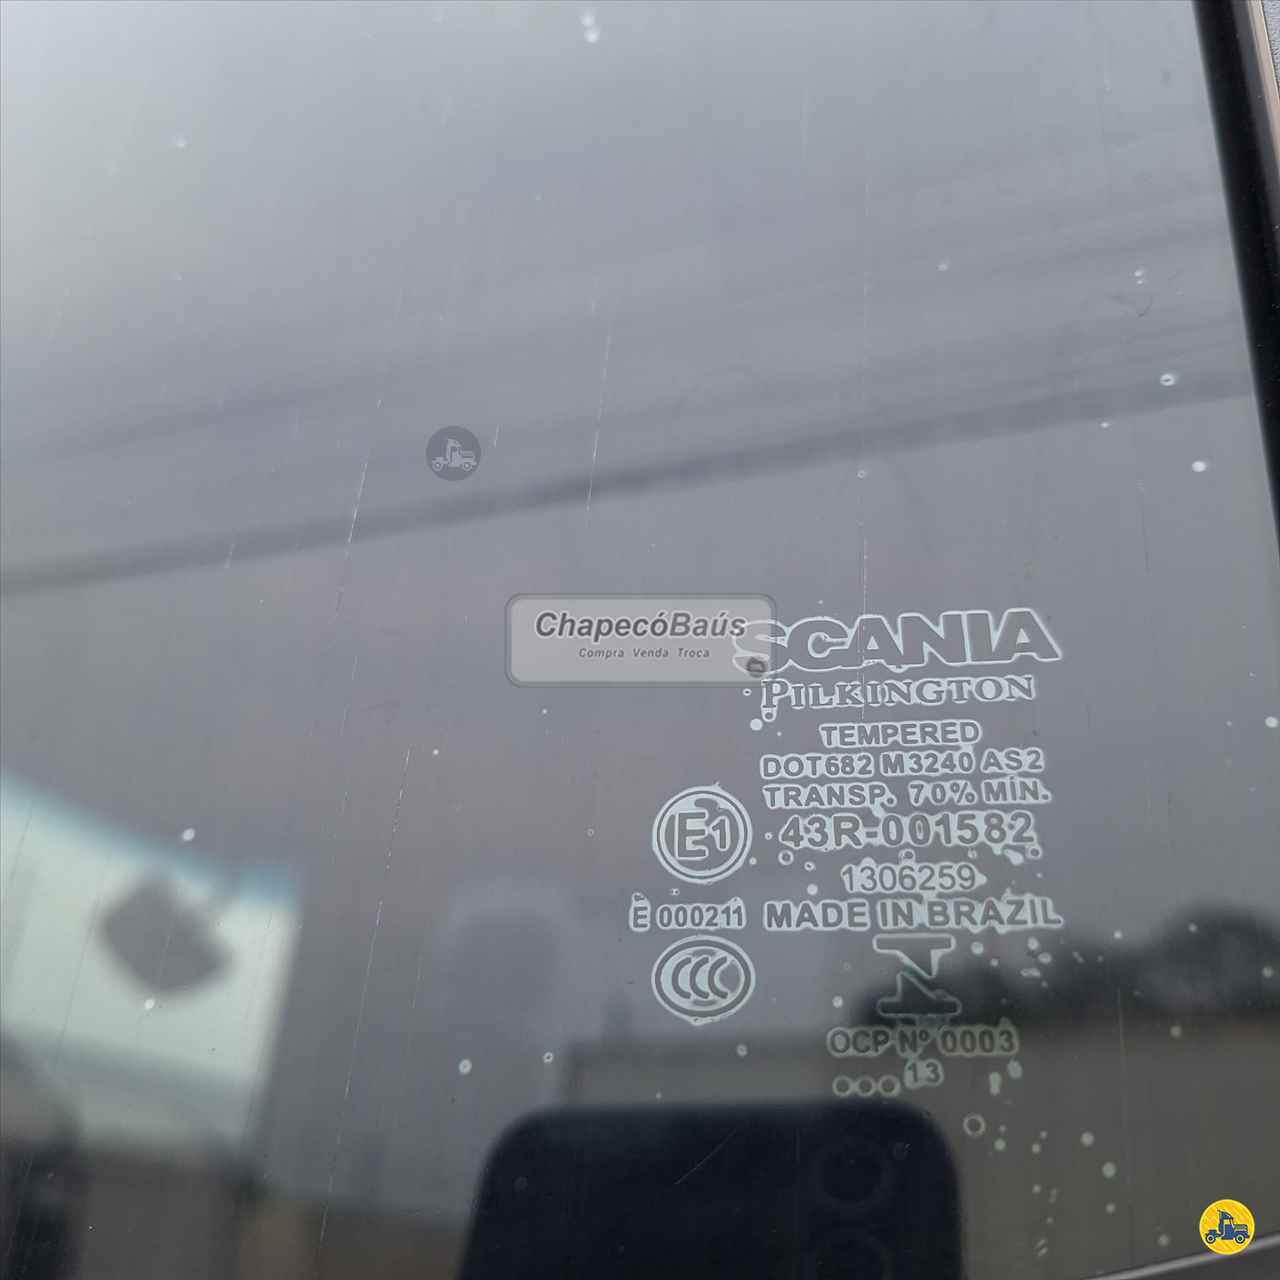 ChapecóBaús
Compra Venda Troca
SCANIA
PILKINGTON
TEMPERED
DOT682 M3240 AS2
TRANSP. 70% MÍN.
E1
43R-001582
1306259
E 000211
MADE IN BRAZIL
CCC
OCP Nº 0003
13